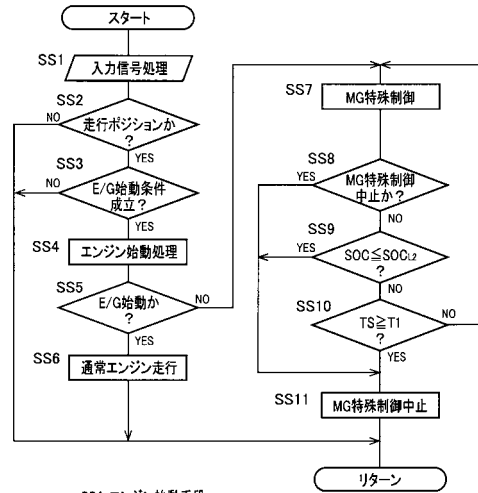 スタート
SS1
入力信号処理
SS2
NO
走行ポジションか
?
YES
SS3
NO
E/G始動条件
成立?
YES
SS4
エンジン始動処理
SS5
E/G始動か
?
NO
YES
SS6
通常エンジン走行
SS7
MG特殊制御
SS8
YES
MG特殊制御
中止か?
NO
SS9
YES
SOC≦SOCL2
?
NO
SS10
NO
TS≧T1
?
YES
SS11
MG特殊制御中止
リターン